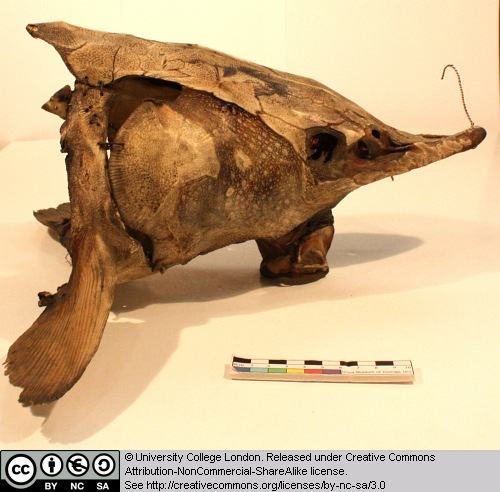 © University College London. Released under Creative Commons
Attribution-NonCommercial-ShareAlike license.
See http://creativecommons.org/licenses/by-nc-sa/3.0
CC BY NC SA